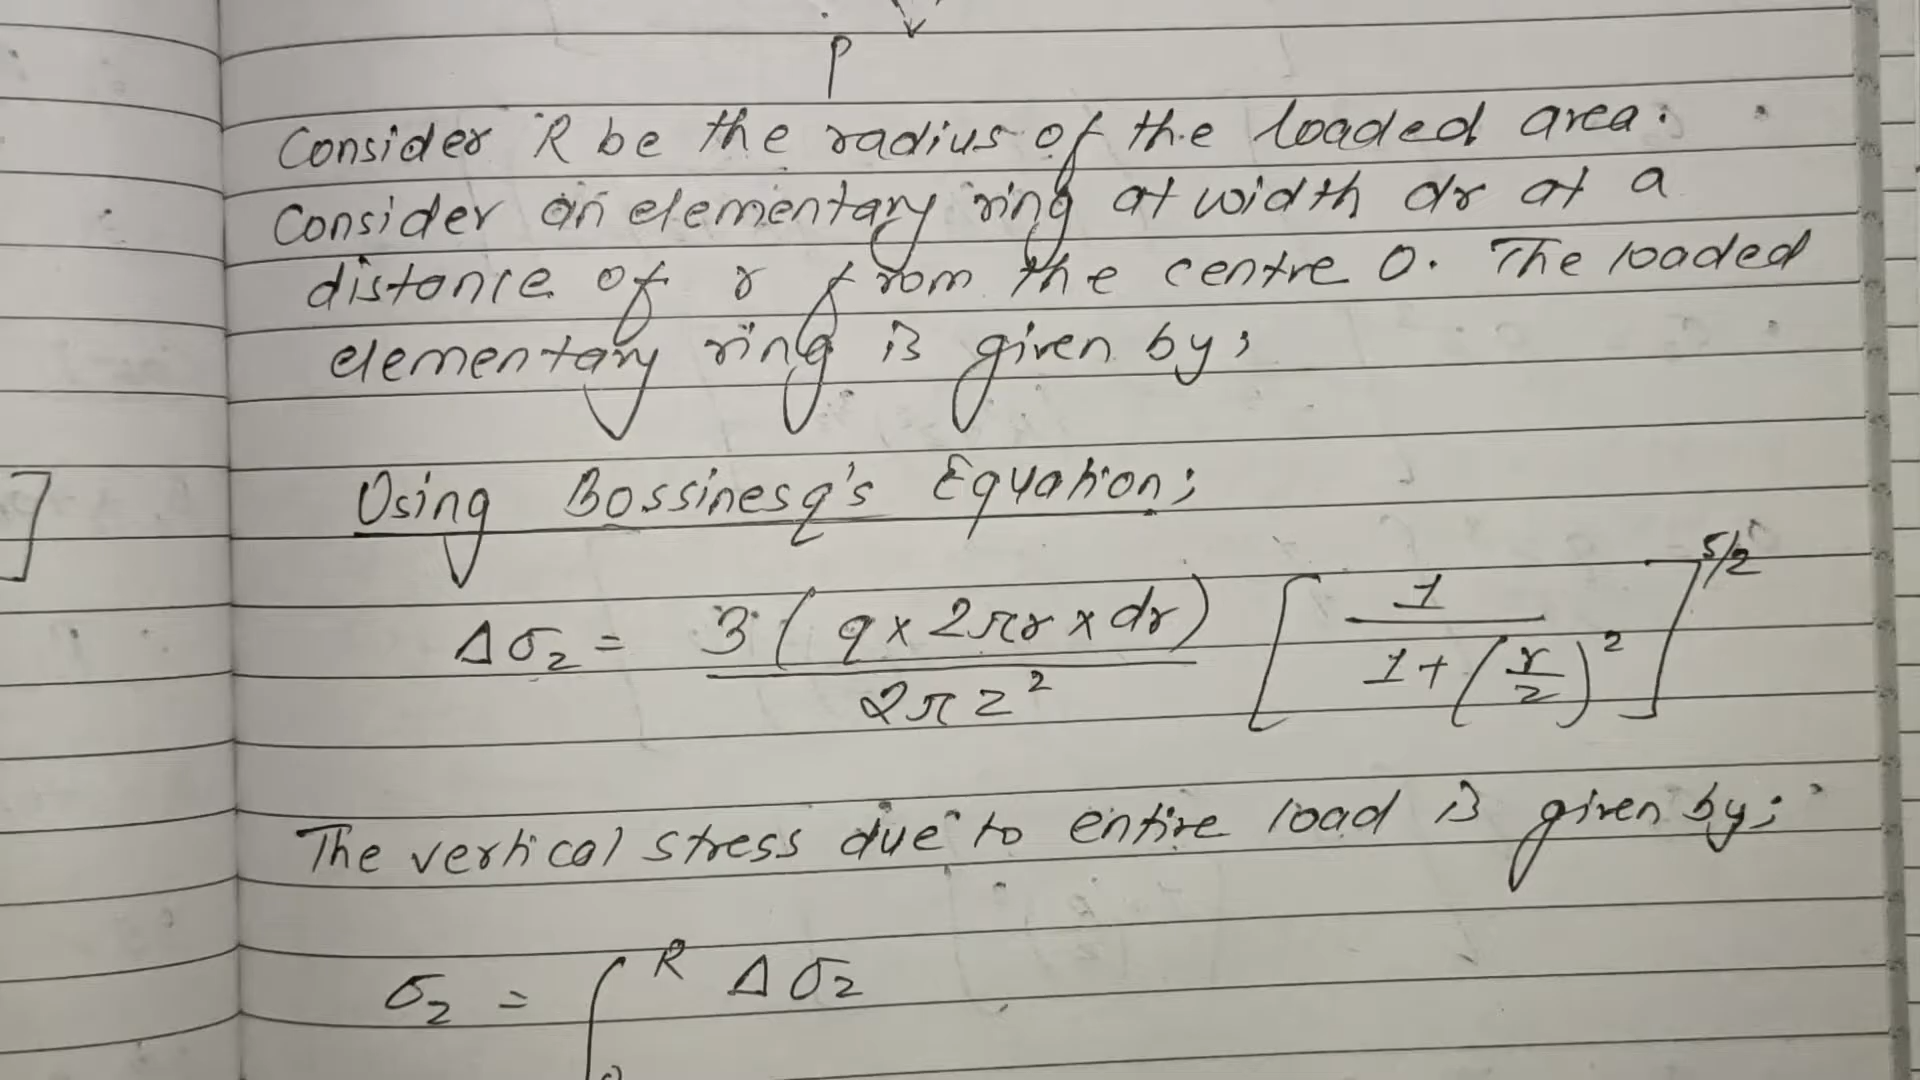 P
Consider R be the radius of the loaded area.
Consider an elementary ring at width dr at a
distance of r from the centre O. The loaded
elementary ring is given by;
Using Bossinesq's Equation;
Δσz = 3(q×2πr×dr) / 2πz² [1 / 1+(r/z)²]^5/2
The vertical stress due to entire load is given by;
σz = ∫₀^R Δσz